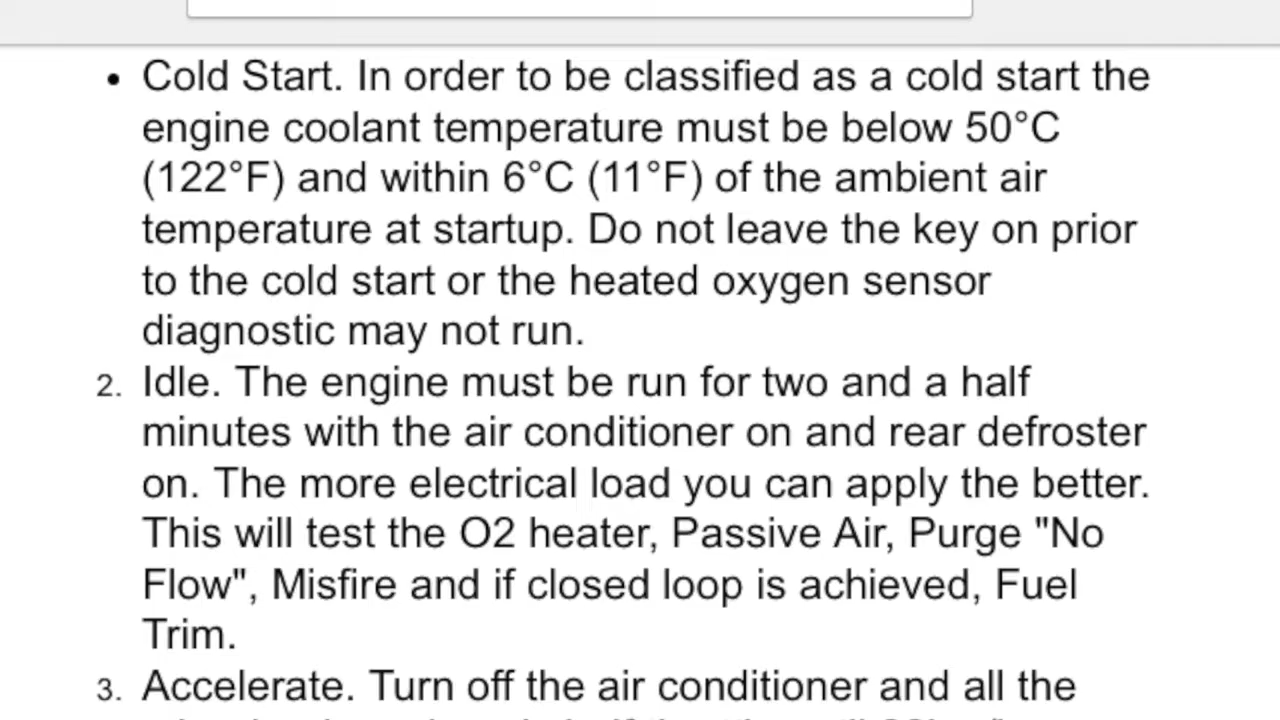 • Cold Start. In order to be classified as a cold start the
engine coolant temperature must be below 50°C
(122°F) and within 6°C (11°F) of the ambient air
temperature at startup. Do not leave the key on prior
to the cold start or the heated oxygen sensor
diagnostic may not run.
2. Idle. The engine must be run for two and a half
minutes with the air conditioner on and rear defroster
on. The more electrical load you can apply the better.
This will test the O2 heater, Passive Air, Purge "No
Flow", Misfire and if closed loop is achieved, Fuel
Trim.
3. Accelerate. Turn off the air conditioner and all the